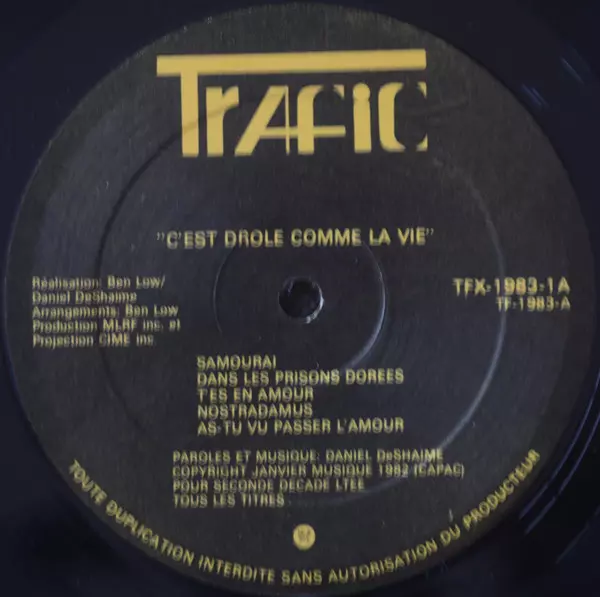 TRAFIC
"C'EST DROLE COMME LA VIE"
Réalisation: Ben Low/
Daniel DeShaime
Arrangements: Ben Low
Production MLRF inc. et
Projection CIME inc.
TFX-1983-1A
TF-1983-A
SAMOURAI
DANS LES PRISONS DOREES
T'ES EN AMOUR
NOSTRADAMUS
AS-TU VU PASSER L'AMOUR
PAROLES ET MUSIQUE: DANIEL DeSHAIME
COPYRIGHT JANVIER MUSIQUE 1982 (CAPAC)
POUR SECONDE DECADE LTEE
TOUS LES TITRES
TOUTE DUPLICATION INTERDITE SANS AUTORISATION DU PRODUCTEUR